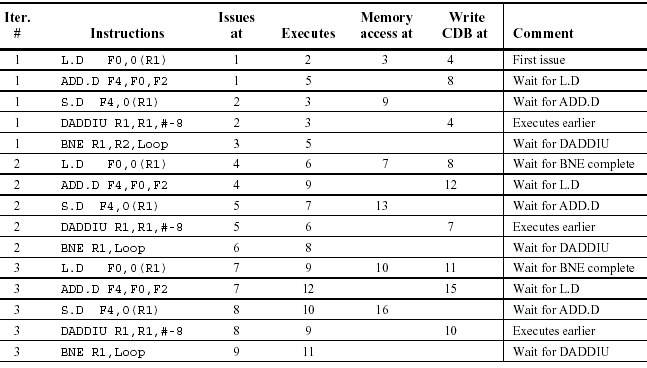 Iter. # Instructions Issues at Executes Memory access at Write CDB at Comment
1 L.D F0,0(R1) 1 2 3 4 First issue
1 ADD.D F4,F0,F2 1 5 8 Wait for L.D
1 S.D F4,0(R1) 2 3 9 Wait for ADD.D
1 DADDIU R1,R1,#-8 2 3 4 Executes earlier
1 BNE R1,R2,Loop 3 5 Wait for DADDIU
2 L.D F0,0(R1) 4 6 7 8 Wait for BNE complete
2 ADD.D F4,F0,F2 4 9 12 Wait for L.D
2 S.D F4,0(R1) 5 7 13 Wait for ADD.D
2 DADDIU R1,R1,#-8 5 6 7 Executes earlier
2 BNE R1,Loop 6 8 Wait for DADDIU
3 L.D F0,0(R1) 7 9 10 11 Wait for BNE complete
3 ADD.D F4,F0,F2 7 12 15 Wait for L.D
3 S.D F4,0(R1) 8 10 16 Wait for ADD.D
3 DADDIU R1,R1,#-8 8 9 10 Executes earlier
3 BNE R1,Loop 9 11 Wait for DADDIU